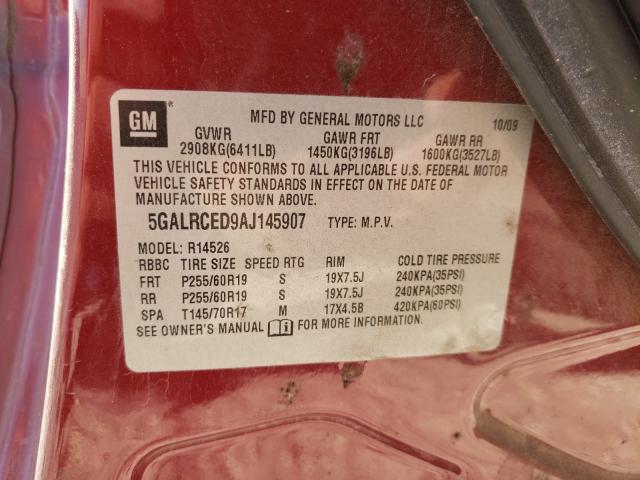 GM
MFD BY GENERAL MOTORS LLC 10/09
GVWR GAWR FRT GAWR RR
2908KG(6411LB) 1450KG(3196LB) 1600KG(3527LB)
THIS VEHICLE CONFORMS TO ALL APPLICABLE U.S. FEDERAL MOTOR
VEHICLE SAFETY STANDARDS IN EFFECT ON THE DATE OF
MANUFACTURE SHOWN ABOVE.
5GALRCED9AJ145907 TYPE: M.P.V.
MODEL: R14526
RBBC TIRE SIZE SPEED RTG RIM COLD TIRE PRESSURE
FRT P255/60R19 S 19X7.5J 240KPA(35PSI)
RR P255/60R19 S 19X7.5J 240KPA(35PSI)
SPA T145/70R17 M 17X4.5B 420KPA(60PSI)
SEE OWNER'S MANUAL FOR MORE INFORMATION.